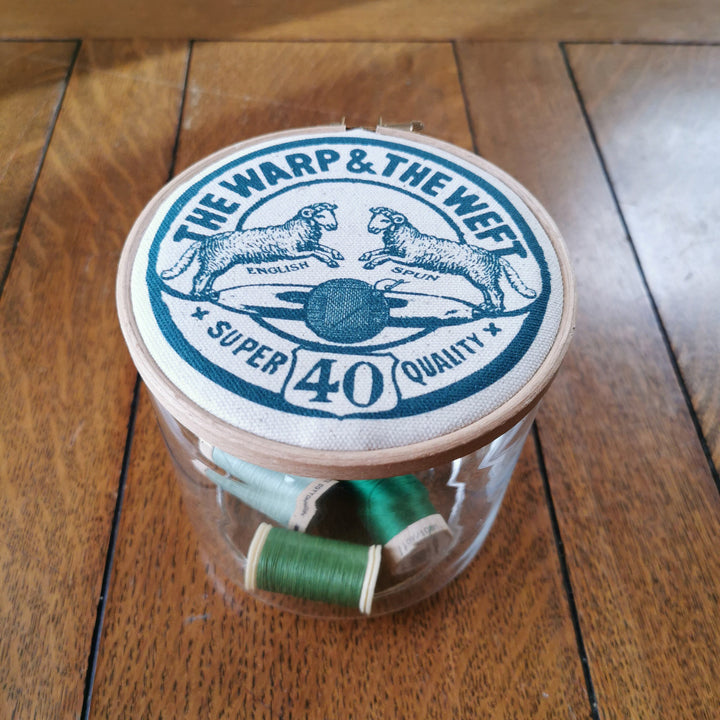 THE WARP & THE WEFT
ENGLISH SPUN
★ SUPER 40 QUALITY ★